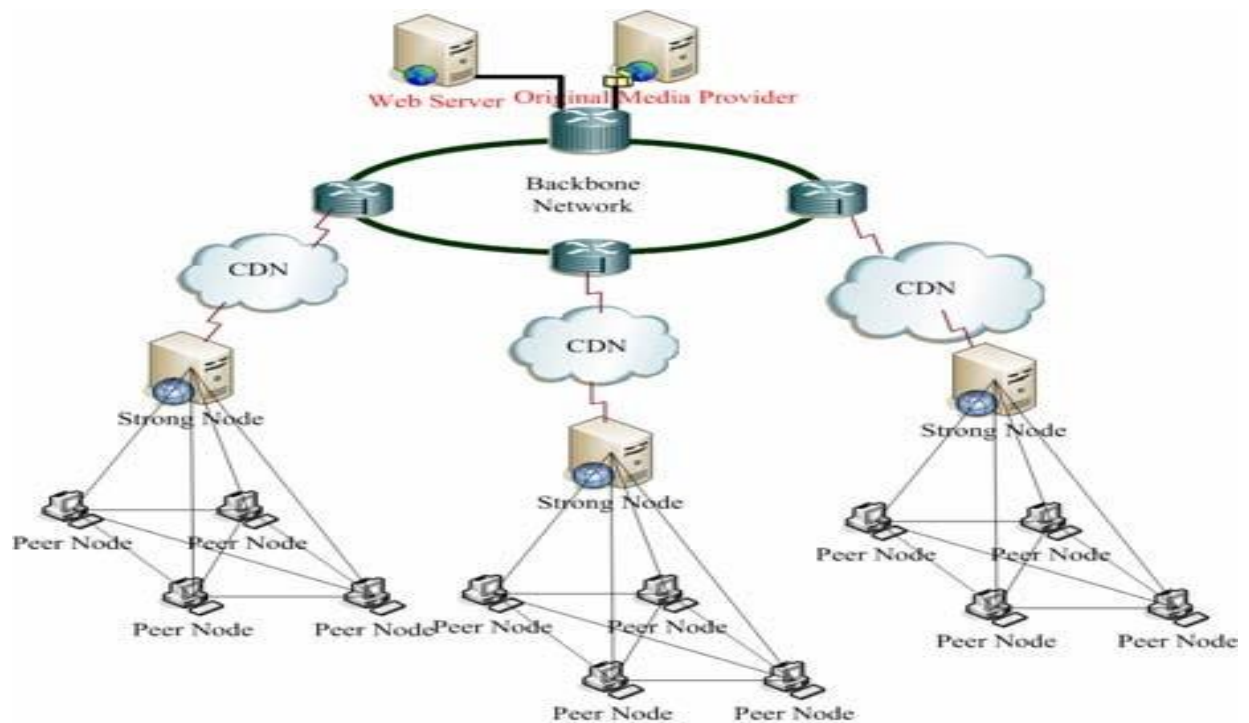 Web Server
Original Media Provider
Backbone
Network
CDN
CDN
CDN
Strong Node
Strong Node
Strong Node
Peer Node
Peer Node
Peer Node
Peer Node
Peer Node
Peer Node
Peer Node
Peer Node
Peer Node
Peer Node
Peer Node
Peer Node